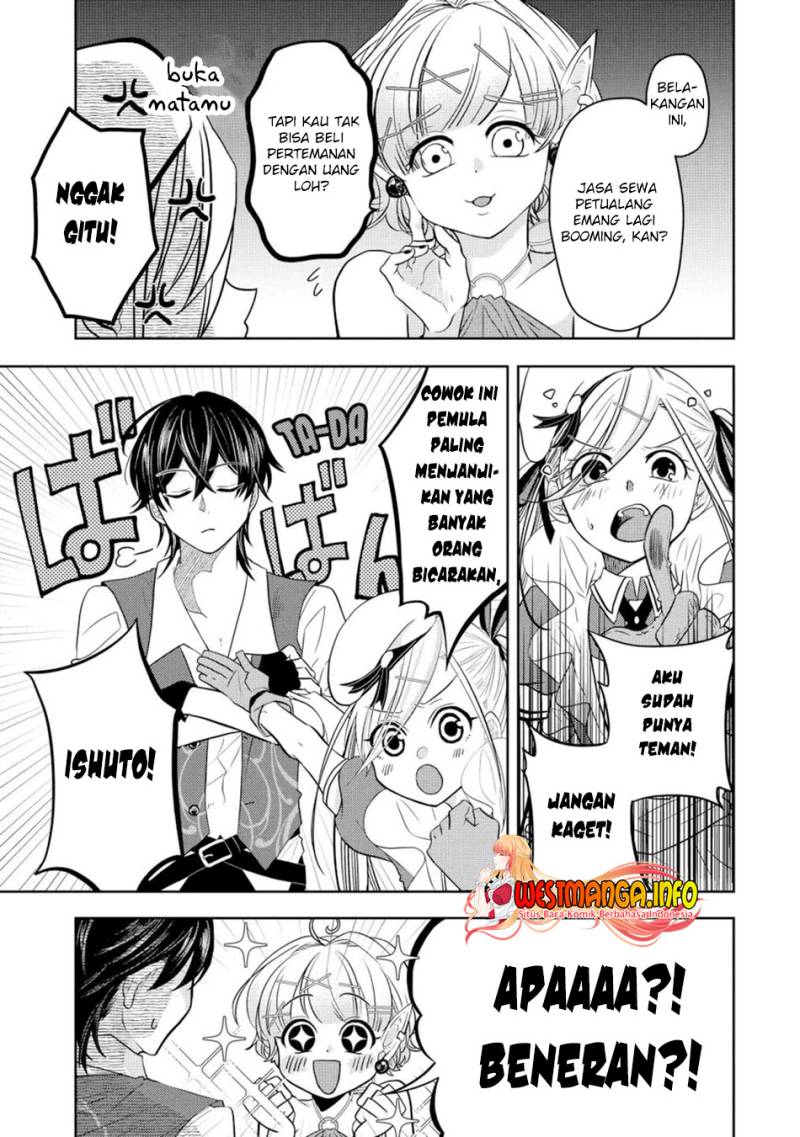 BELA-
KANGAN
INI,
JASA SEWA
PETUALANG
EMANG LAGI
BOOMING, KAN?
TAPI KAU TAK
BISA BELI
PERTEMANAN
DENGAN UANG
LOH?
buka
matamu
NGGAK
GITU!
AKU
SUDAH
PUNYA
TEMAN!
JANGAN
KAGET!
COWOK INI
PEMULA
PALING
MENJANJI-
KAN YANG
BANYAK
ORANG
BICARAKAN,
TA-DA
ばばん
ISHUTO!
WESTMANGA.INFO
Situs Baca Komik Berbahasa Indonesia
APAAAA?!
BENERAN?!